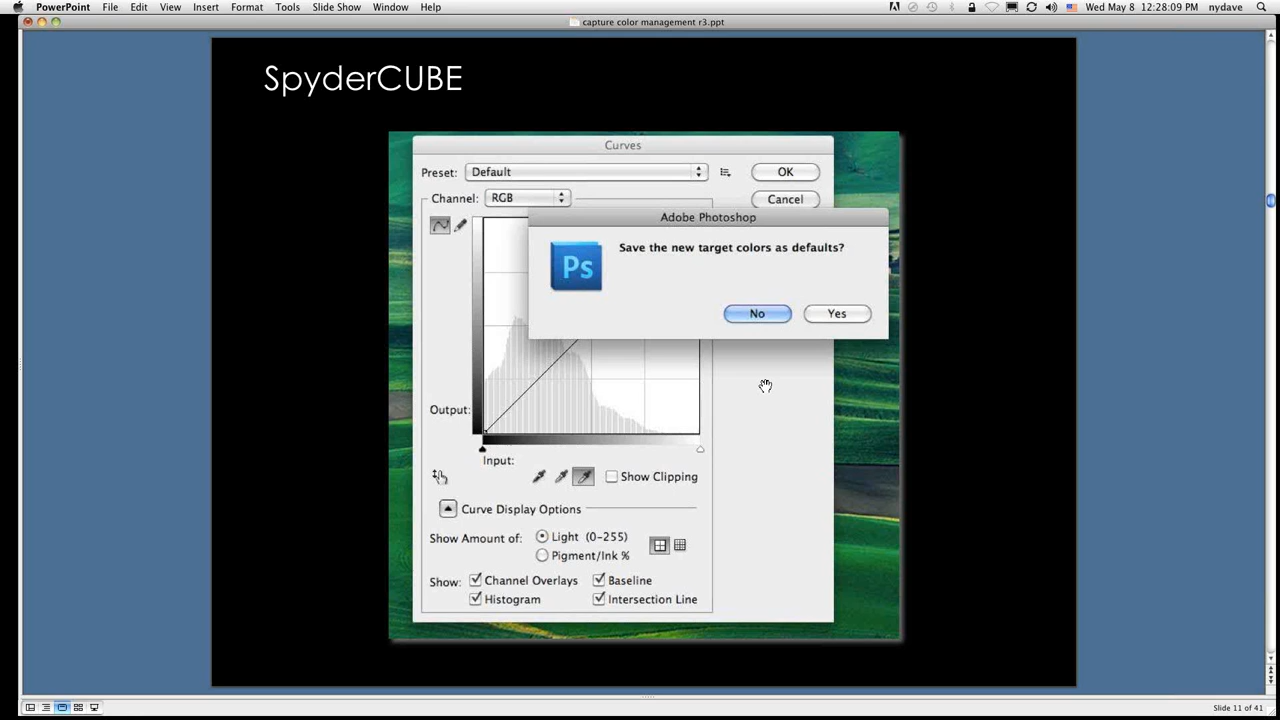 PowerPoint File Edit View Insert Format Tools Slide Show Window Help Wed May 8 12:28:09 PM nydave
capture color management r3.ppt
SpyderCUBE
Curves
Preset: Default OK
Channel: RGB Cancel
Adobe Photoshop
Save the new target colors as defaults?
Ps
No Yes
Output:
Input:
Show Clipping
Curve Display Options
Show Amount of: Light (0-255)
Pigment/Ink %
Show: Channel Overlays Baseline
Histogram Intersection Line
Slide 11 of 41